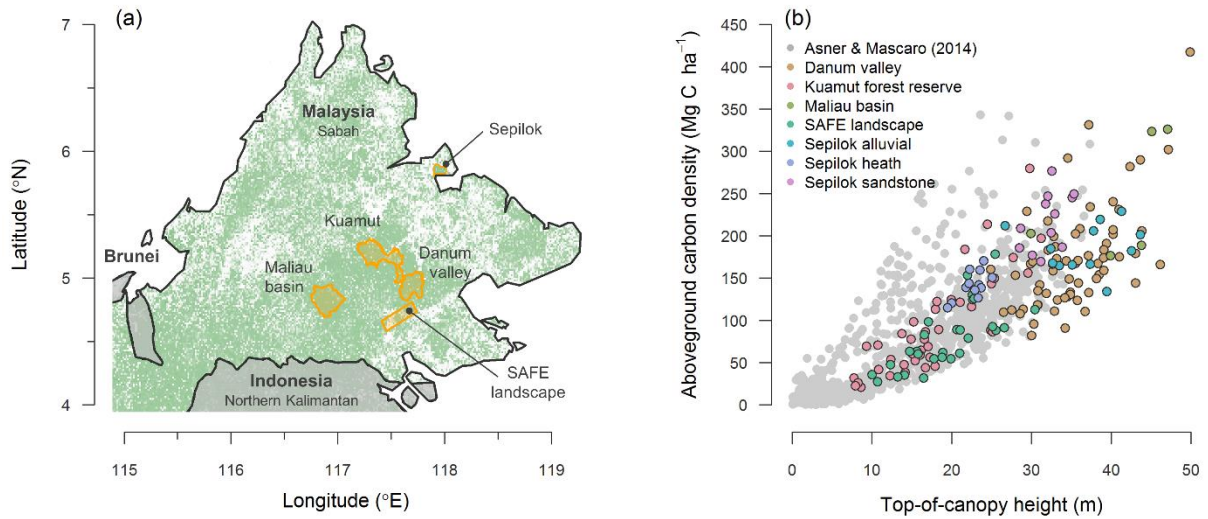 (a)
Latitude (°N)
7
6
5
4
Malaysia
Sabah
Sepilok
Kuamut
Danum
valley
Maliau
basin
Brunei
SAFE
landscape
Indonesia
Northern Kalimantan
115 116 117 118 119
Longitude (°E)
(b)
Aboveground carbon density (Mg C ha⁻¹)
450
400
350
300
250
200
150
100
50
0
Asner & Mascaro (2014)
Danum valley
Kuamut forest reserve
Maliau basin
SAFE landscape
Sepilok alluvial
Sepilok heath
Sepilok sandstone
0 10 20 30 40 50
Top-of-canopy height (m)